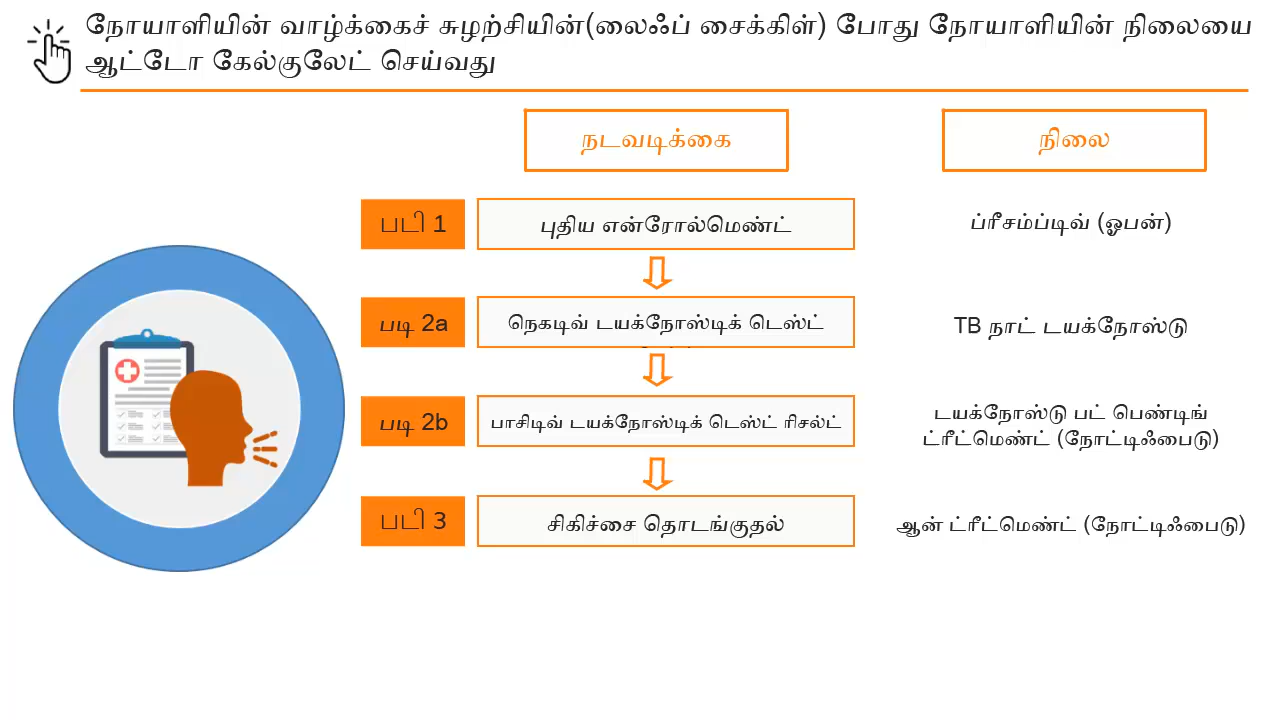 நோயாளியின் வாழ்க்கைச் சுழற்சியின்(லைஃப் சைக்கிள்) போது நோயாளியின் நிலையை
ஆட்டோ கேல்குலேட் செய்வது
நடவடிக்கை
நிலை
படி 1
புதிய என்ரோல்மெண்ட்
ப்ரீசம்ப்டிவ் (ஓபன்)
படி 2a
நெகடிவ் டயக்நோஸ்டிக் டெஸ்ட்
TB நாட் டயக்நோஸ்டு
படி 2b
பாசிடிவ் டயக்நோஸ்டிக் டெஸ்ட் ரிசல்ட்
டயக்நோஸ்டு பட் பெண்டிங்
ட்ரீட்மெண்ட் (நோட்டிஃபைடு)
படி 3
சிகிச்சை தொடங்குதல்
ஆன் ட்ரீட்மெண்ட் (நோட்டிஃபைடு)